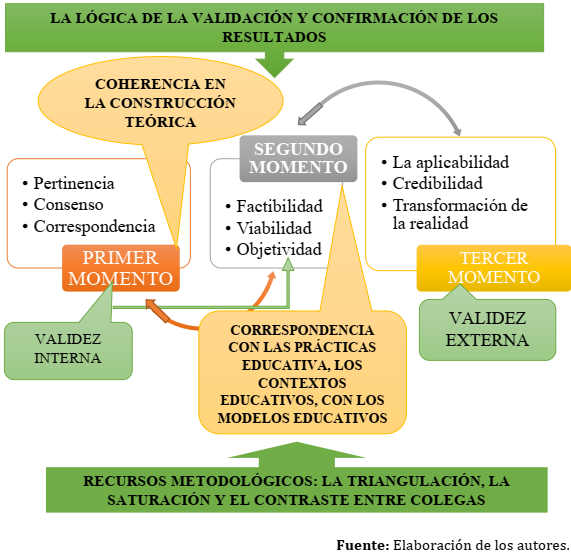 LA LÓGICA DE LA VALIDACIÓN Y CONFIRMACIÓN DE LOS
RESULTADOS
COHERENCIA EN
LA CONSTRUCCIÓN
TEÓRICA
• Pertinencia
• Consenso
• Correspondencia
PRIMER
MOMENTO
VALIDEZ
INTERNA
SEGUNDO
MOMENTO
• Factibilidad
• Viabilidad
• Objetividad
CORRESPONDENCIA
CON LAS PRÁCTICAS
EDUCATIVA, LOS
CONTEXTOS
EDUCATIVOS, CON LOS
MODELOS EDUCATIVOS
• La aplicabilidad
• Credibilidad
• Transformación de
la realidad
TERCER
MOMENTO
VALIDEZ
EXTERNA
RECURSOS METODOLÓGICOS: LA TRIANGULACIÓN, LA
SATURACIÓN Y EL CONTRASTE ENTRE COLEGAS
Fuente: Elaboración de los autores.